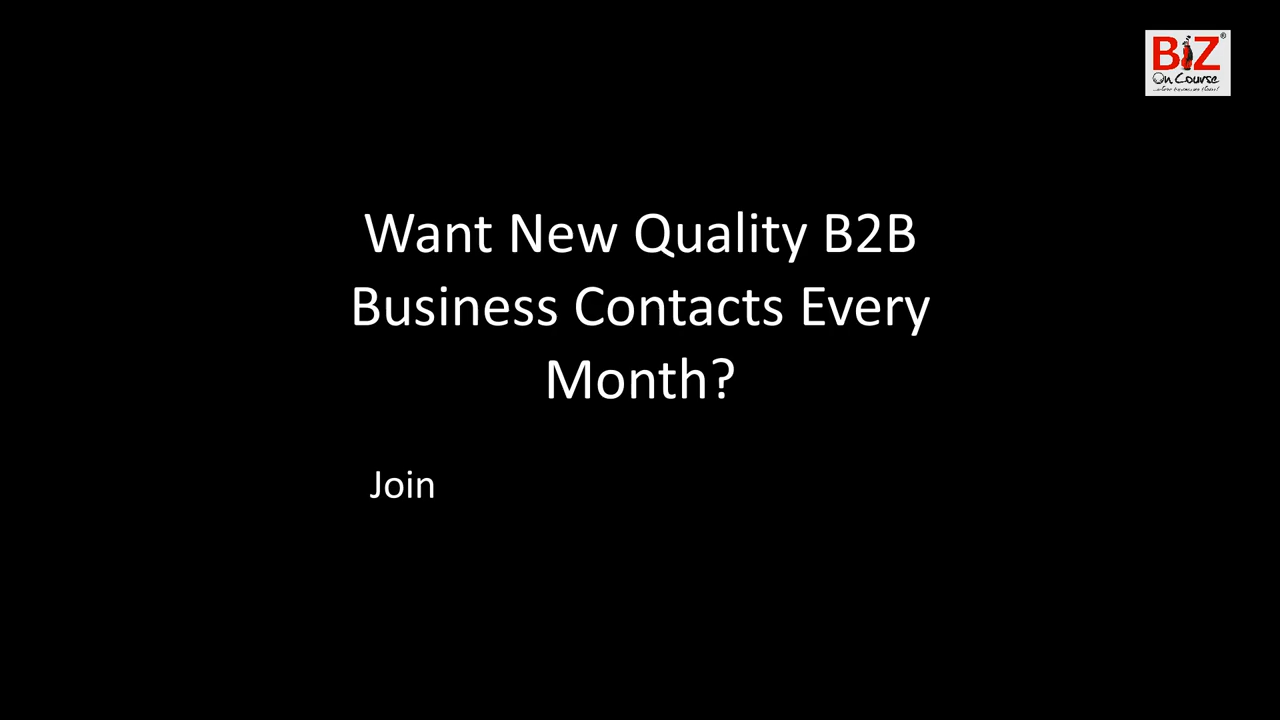 BiZ®
On Course
Want New Quality B2B
Business Contacts Every
Month?
Join